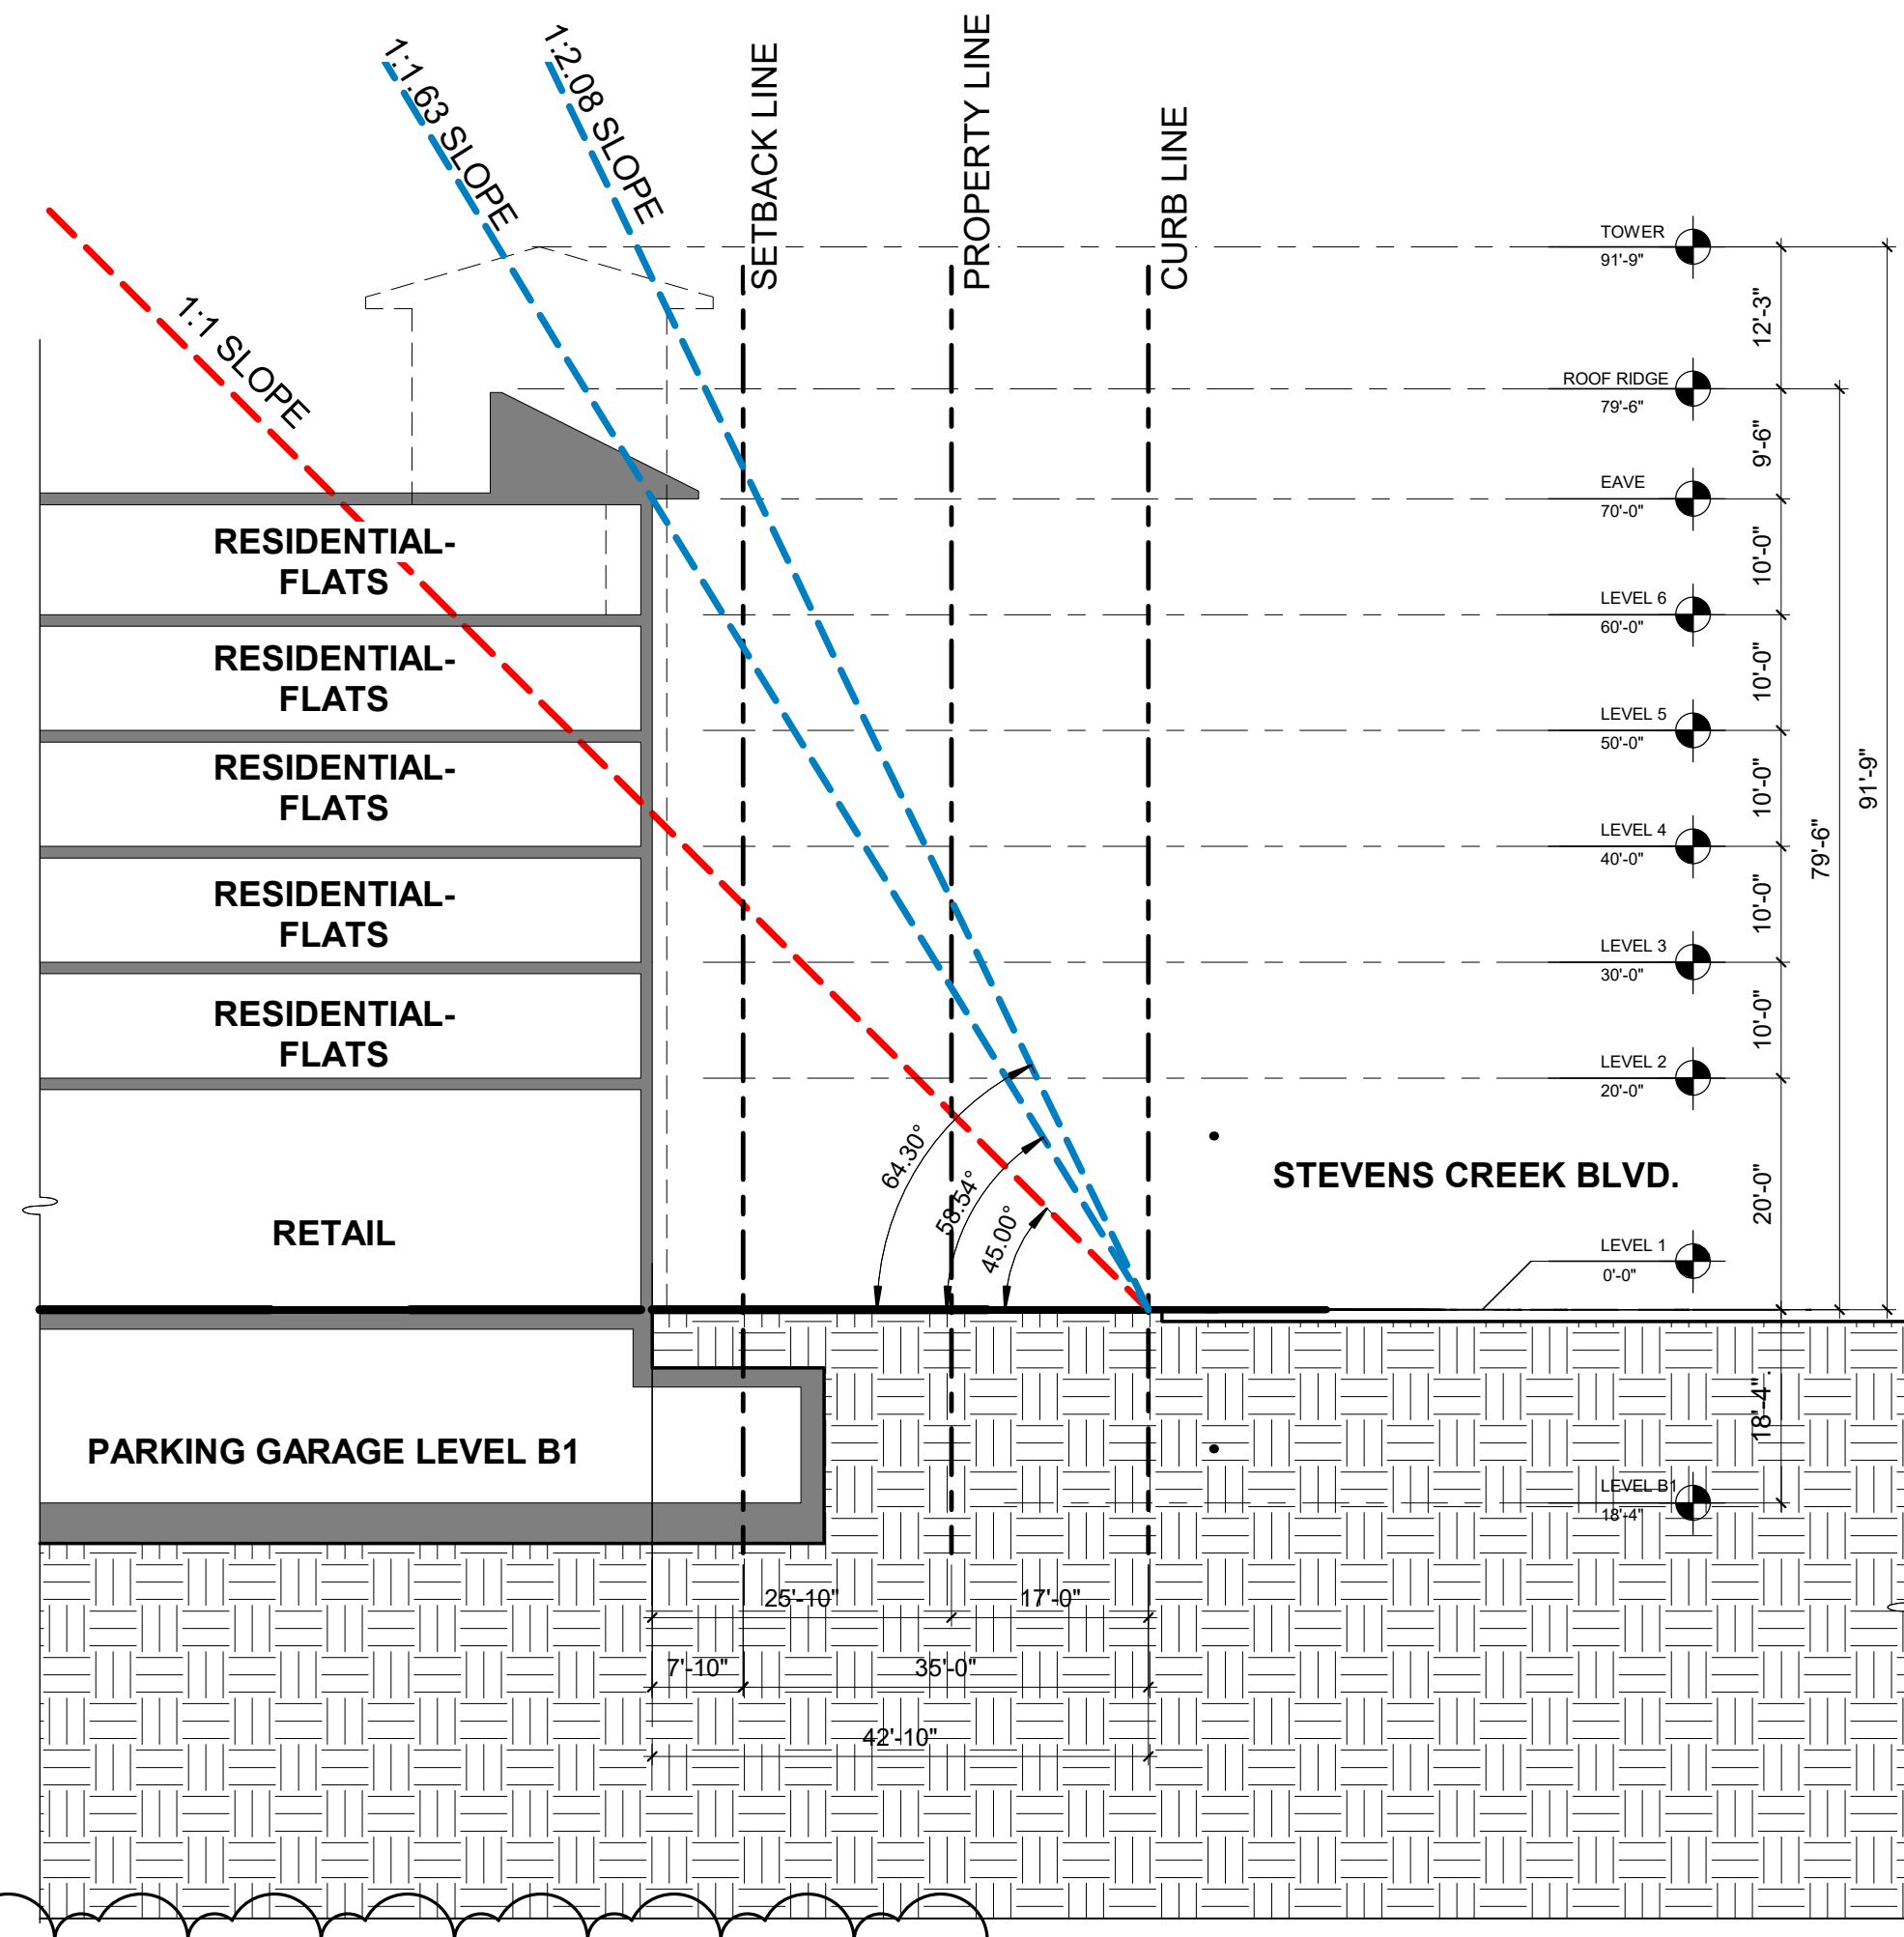 1:1.63 SLOPE
1:2.08 SLOPE
SETBACK LINE
PROPERTY LINE
CURB LINE
1:1 SLOPE
TOWER
91'-9"
12'-3"
ROOF RIDGE
79'-6"
9'-6"
EAVE
70'-0"
10'-0"
LEVEL 6
60'-0"
10'-0"
LEVEL 5
50'-0"
10'-0"
91'-9"
LEVEL 4
40'-0"
79'-6"
10'-0"
LEVEL 3
30'-0"
10'-0"
LEVEL 2
20'-0"
20'-0"
LEVEL 1
0'-0"
18'-4"
LEVEL B1
18'-4"
RESIDENTIAL-
FLATS
RESIDENTIAL-
FLATS
RESIDENTIAL-
FLATS
RESIDENTIAL-
FLATS
RESIDENTIAL-
FLATS
RETAIL
PARKING GARAGE LEVEL B1
64.30°
58.54°
45.00°
STEVENS CREEK BLVD.
25'-10"
17'-0"
7'-10"
35'-0"
42'-10"